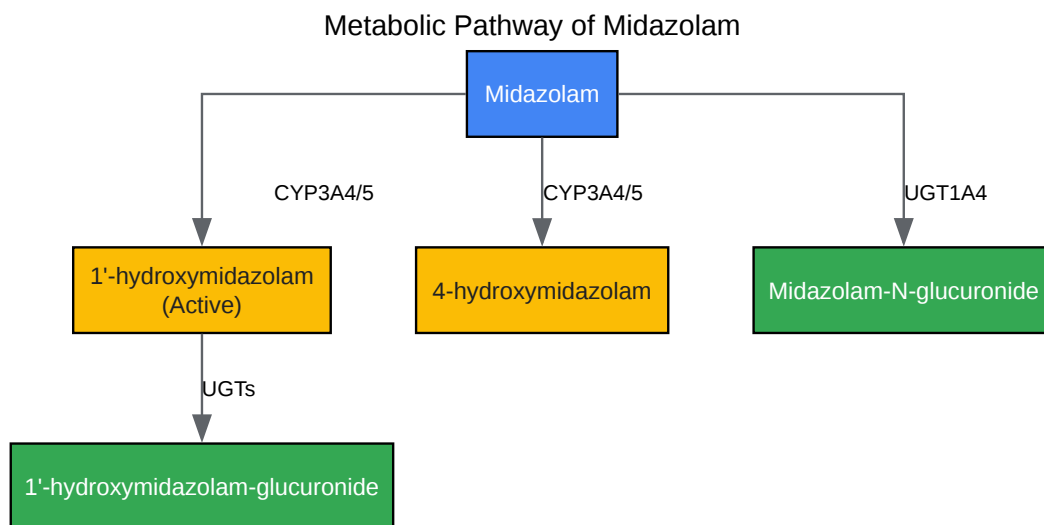 Metabolic Pathway of Midazolam
Midazolam
CYP3A4/5
CYP3A4/5
UGT1A4
1'-hydroxymidazolam
(Active)
4-hydroxymidazolam
Midazolam-N-glucuronide
UGTs
1'-hydroxymidazolam-glucuronide